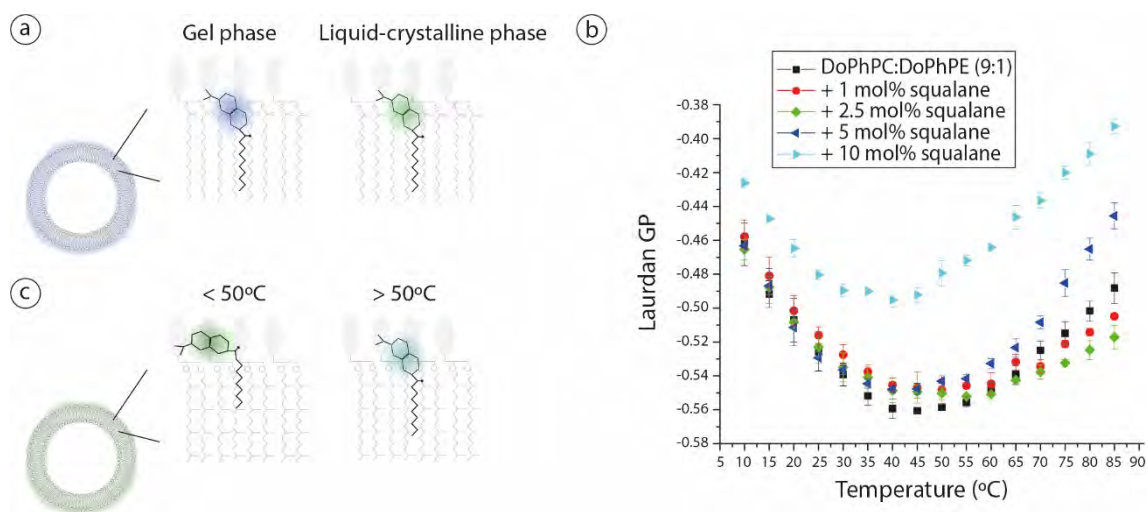 a
Gel phase
Liquid-crystalline phase
b
DoPhPC:DoPhPE (9:1)
+ 1 mol% squalane
+ 2.5 mol% squalane
+ 5 mol% squalane
+ 10 mol% squalane
-0.38
-0.40
-0.42
-0.44
-0.46
-0.48
-0.50
-0.52
-0.54
-0.56
-0.58
Laurdan GP
5 10 15 20 25 30 35 40 45 50 55 60 65 70 75 80 85 90
Temperature (ºC)
c
< 50ºC
> 50ºC